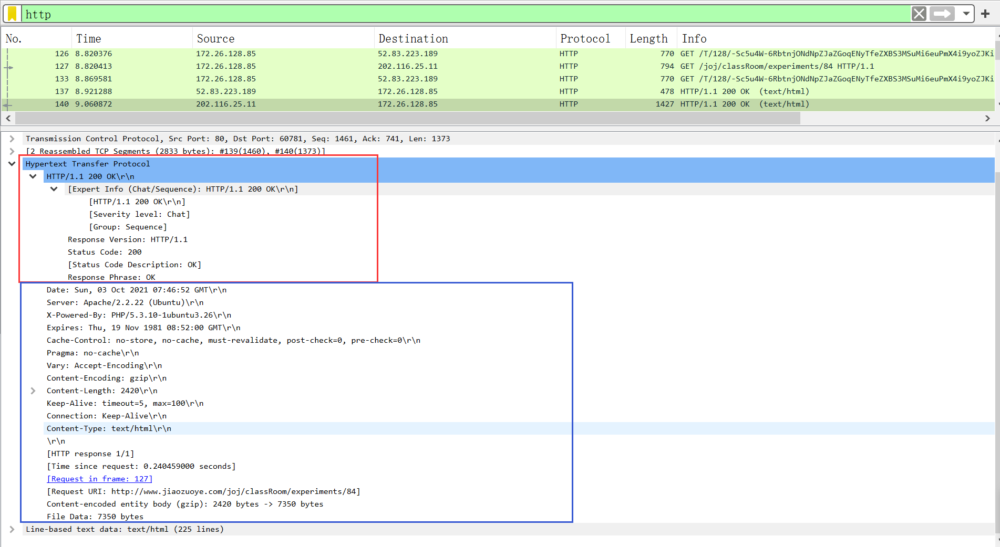 http
No. Time Source Destination Protocol Length Info
126 8.820376 172.26.128.85 52.83.223.189 HTTP 770 GET /T/128/-Sc5u4W-6RbtnjONdNpZJaZGoqENyTfeZXBS3MSuMi6euPmX4i9yoZJKi
127 8.820413 172.26.128.85 202.116.25.11 HTTP 794 GET /joj/classRoom/experiments/84 HTTP/1.1
133 8.869581 172.26.128.85 52.83.223.189 HTTP 770 GET /T/128/-Sc5u4W-6RbtnjONdNpZJaZGoqENyTfeZXBS3MSuMi6euPmX4i9yoZJKi
137 8.921288 52.83.223.189 172.26.128.85 HTTP 478 HTTP/1.1 200 OK (text/html)
140 9.060872 202.116.25.11 172.26.128.85 HTTP 1427 HTTP/1.1 200 OK (text/html)
Transmission Control Protocol, Src Port: 80, Dst Port: 60781, Seq: 1461, Ack: 741, Len: 1373
[2 Reassembled TCP Segments (2833 bytes): #139(1460), #140(1373)]
Hypertext Transfer Protocol
HTTP/1.1 200 OK\r\n
[Expert Info (Chat/Sequence): HTTP/1.1 200 OK\r\n]
[HTTP/1.1 200 OK\r\n]
[Severity level: Chat]
[Group: Sequence]
Response Version: HTTP/1.1
Status Code: 200
[Status Code Description: OK]
Response Phrase: OK
Date: Sun, 03 Oct 2021 07:46:52 GMT\r\n
Server: Apache/2.2.22 (Ubuntu)\r\n
X-Powered-By: PHP/5.3.10-1ubuntu3.26\r\n
Expires: Thu, 19 Nov 1981 08:52:00 GMT\r\n
Cache-Control: no-store, no-cache, must-revalidate, post-check=0, pre-check=0\r\n
Pragma: no-cache\r\n
Vary: Accept-Encoding\r\n
Content-Encoding: gzip\r\n
Content-Length: 2420\r\n
Keep-Alive: timeout=5, max=100\r\n
Connection: Keep-Alive\r\n
Content-Type: text/html\r\n
\r\n
[HTTP response 1/1]
[Time since request: 0.240459000 seconds]
[Request in frame: 127]
[Request URI: http://www.jiaozuoye.com/joj/classRoom/experiments/84]
Content-encoded entity body (gzip): 2420 bytes -> 7350 bytes
File Data: 7350 bytes
Line-based text data: text/html (225 lines)